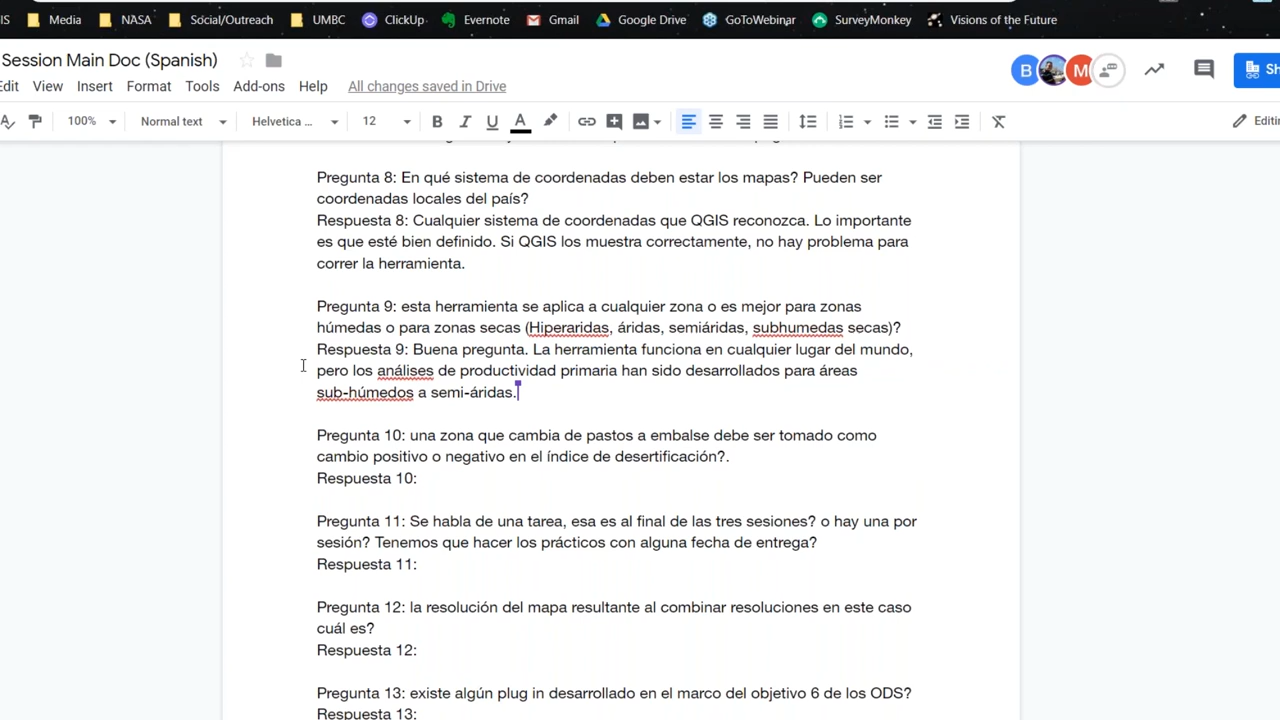 IS Media NASA Social/Outreach UMBC ClickUp Evernote Gmail Google Drive GoToWebinar SurveyMonkey Visions of the Future
Session Main Doc (Spanish)
B M Sh
Edit View Insert Format Tools Add-ons Help All changes saved in Drive
100% Normal text Helvetica ... 12 B I U A Editin
Pregunta 8: En qué sistema de coordenadas deben estar los mapas? Pueden ser
coordenadas locales del país?
Respuesta 8: Cualquier sistema de coordenadas que QGIS reconozca. Lo importante
es que esté bien definido. Si QGIS los muestra correctamente, no hay problema para
correr la herramienta.
Pregunta 9: esta herramienta se aplica a cualquier zona o es mejor para zonas
húmedas o para zonas secas (Hiperaridas, áridas, semiáridas, subhumedas secas)?
Respuesta 9: Buena pregunta. La herramienta funciona en cualquier lugar del mundo,
pero los análises de productividad primaria han sido desarrollados para áreas
sub-húmedos a semi-áridas.
Pregunta 10: una zona que cambia de pastos a embalse debe ser tomado como
cambio positivo o negativo en el índice de desertificación?.
Respuesta 10:
Pregunta 11: Se habla de una tarea, esa es al final de las tres sesiones? o hay una por
sesión? Tenemos que hacer los prácticos con alguna fecha de entrega?
Respuesta 11:
Pregunta 12: la resolución del mapa resultante al combinar resoluciones en este caso
cuál es?
Respuesta 12:
Pregunta 13: existe algún plug in desarrollado en el marco del objetivo 6 de los ODS?
Respuesta 13: